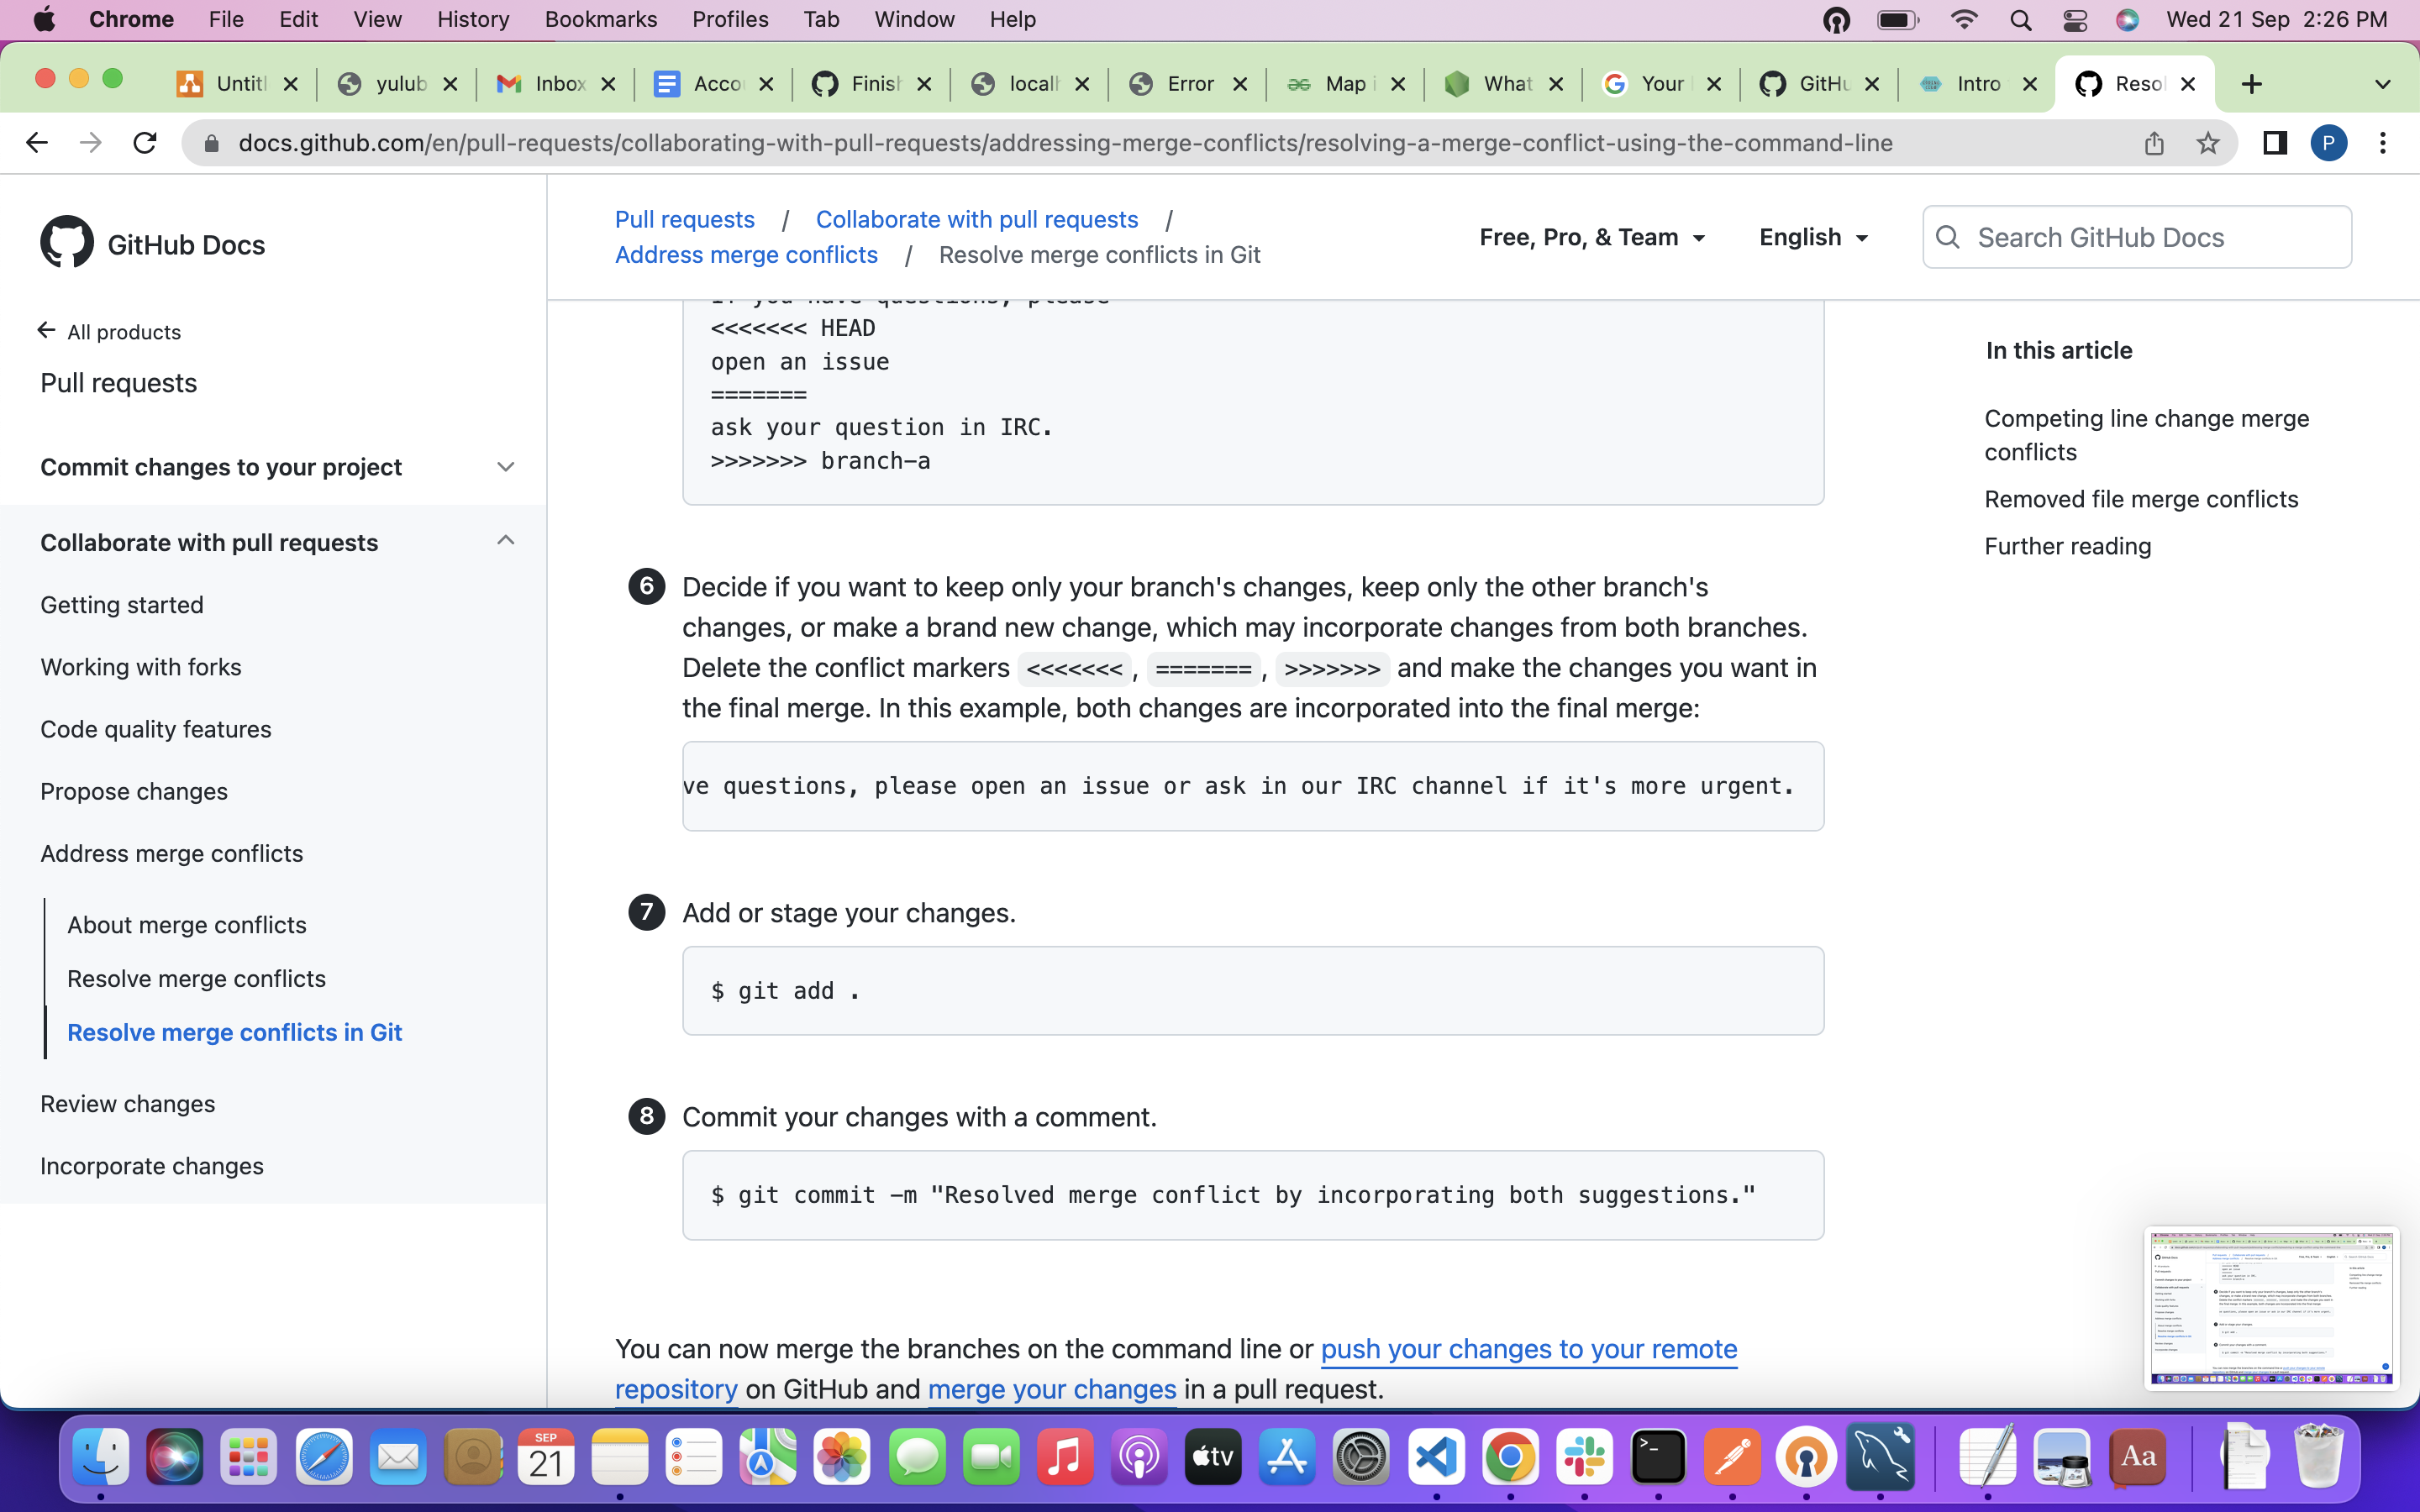 Chrome File Edit View History Bookmarks Profiles Tab Window Help Wed 21 Sep 2:26 PM
Untitl yulub Inbox Accou Finish localh Error Map i What Your GitHu Intro Resol
docs.github.com/en/pull-requests/collaborating-with-pull-requests/addressing-merge-conflicts/resolving-a-merge-conflict-using-the-command-line P
GitHub Docs
All products
Pull requests
Commit changes to your project
Collaborate with pull requests
Getting started
Working with forks
Code quality features
Propose changes
Address merge conflicts
About merge conflicts
Resolve merge conflicts
Resolve merge conflicts in Git
Review changes
Incorporate changes
Pull requests / Collaborate with pull requests /
Address merge conflicts / Resolve merge conflicts in Git
Free, Pro, & Team English Search GitHub Docs
If you have questions, please
<<<<<<< HEAD
open an issue
=======
ask your question in IRC.
>>>>>>> branch-a
6 Decide if you want to keep only your branch's changes, keep only the other branch's
changes, or make a brand new change, which may incorporate changes from both branches.
Delete the conflict markers <<<<<<<, =======, >>>>>>> and make the changes you want in
the final merge. In this example, both changes are incorporated into the final merge:
ve questions, please open an issue or ask in our IRC channel if it's more urgent.
7 Add or stage your changes.
$ git add .
8 Commit your changes with a comment.
$ git commit -m "Resolved merge conflict by incorporating both suggestions."
You can now merge the branches on the command line or push your changes to your remote
repository on GitHub and merge your changes in a pull request.
In this article
Competing line change merge
conflicts
Removed file merge conflicts
Further reading
SEP
21
tv
>_
Aa